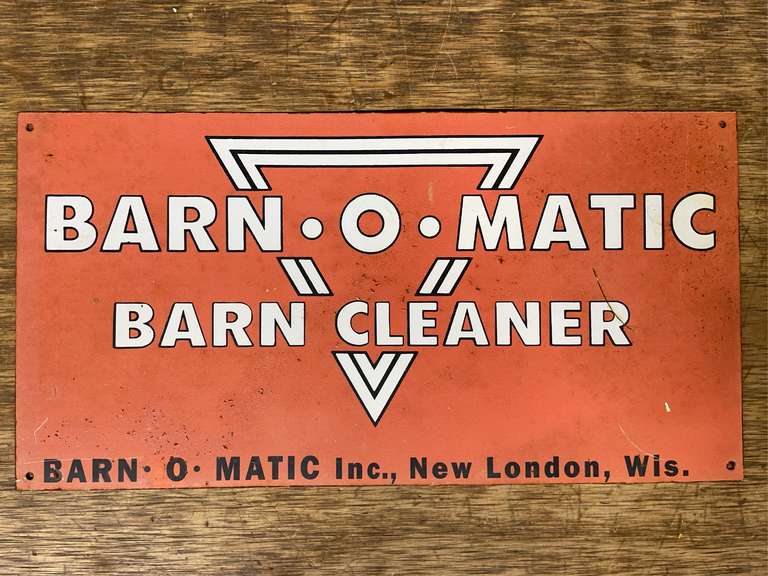 BARN·O·MATIC
BARN CLEANER
BARN·O·MATIC Inc., New London, Wis.